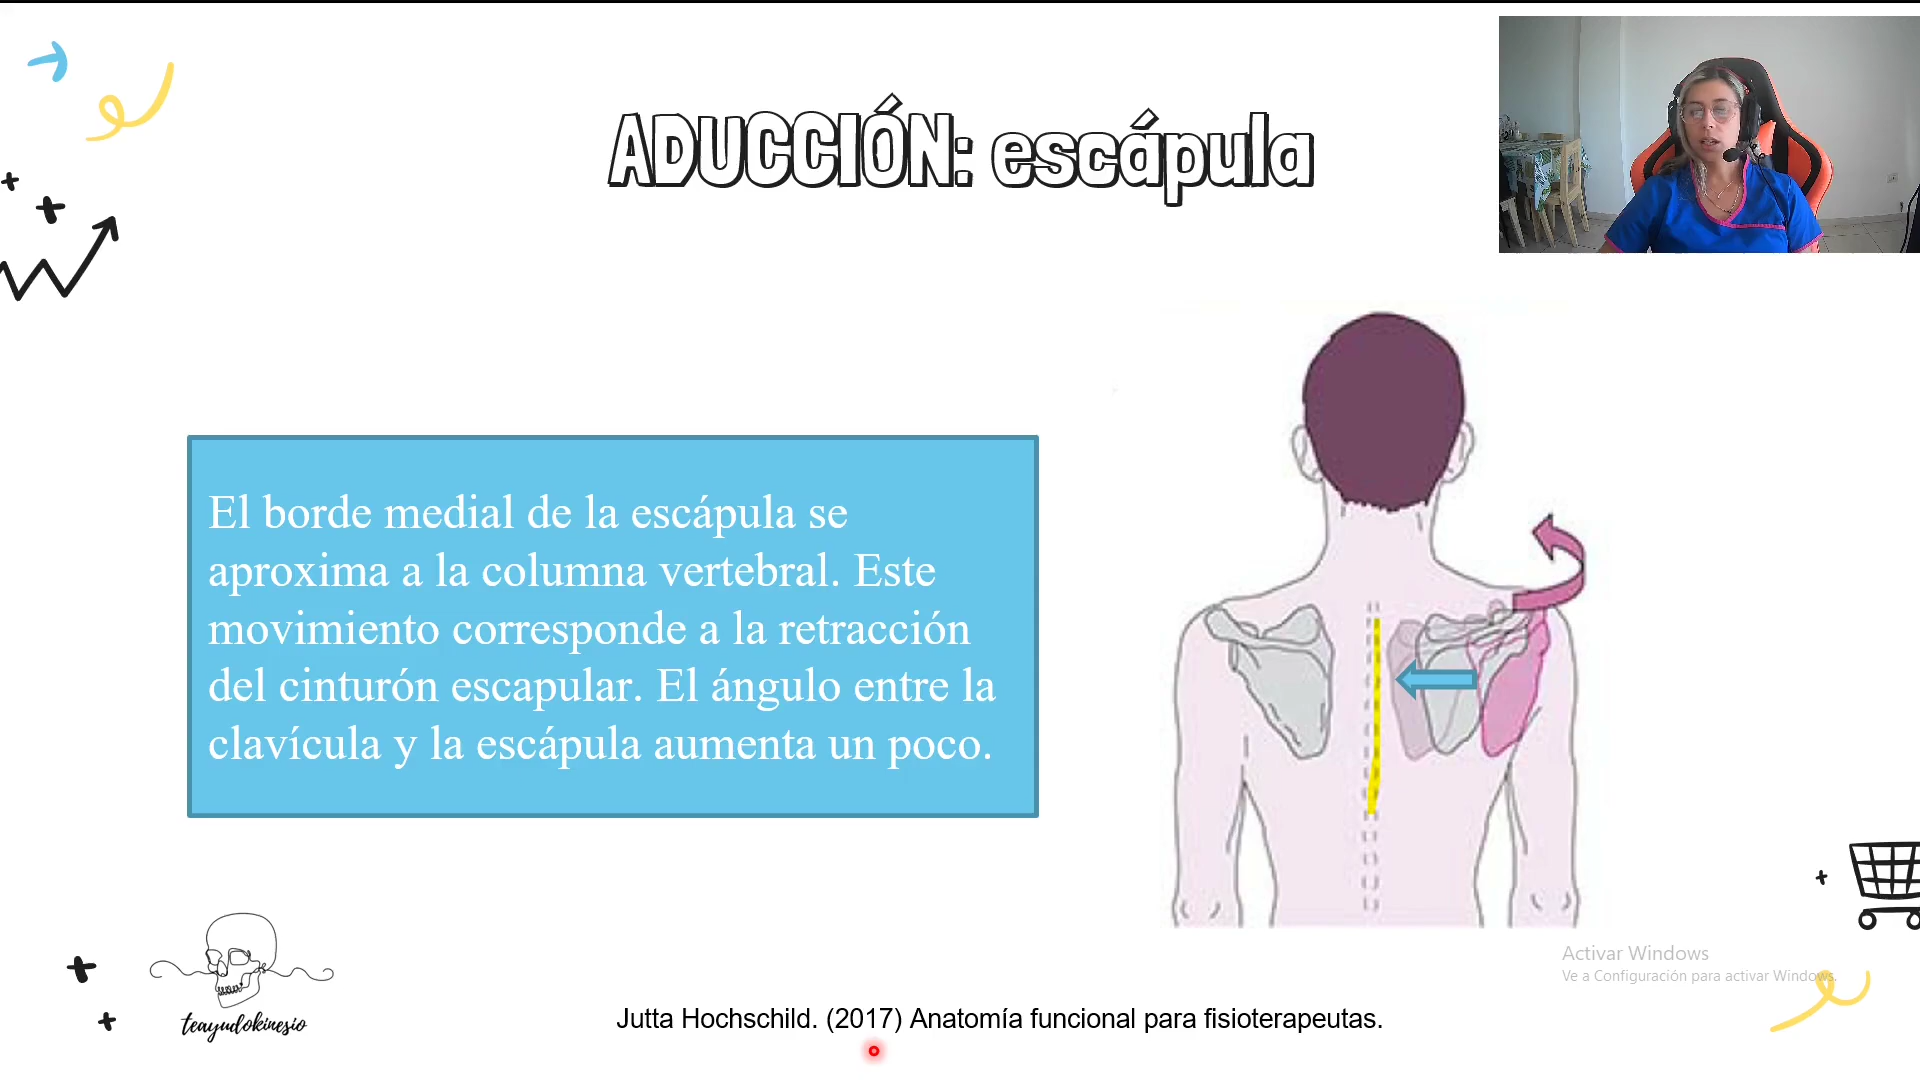 ADUCCIÓN: escápula
El borde medial de la escápula se
aproxima a la columna vertebral. Este
movimiento corresponde a la retracción
del cinturón escapular. El ángulo entre la
clavícula y la escápula aumenta un poco.
teayudokinesio
Jutta Hochschild. (2017) Anatomía funcional para fisioterapeutas.
Activar Windows
Ve a Configuración para activar Windows.